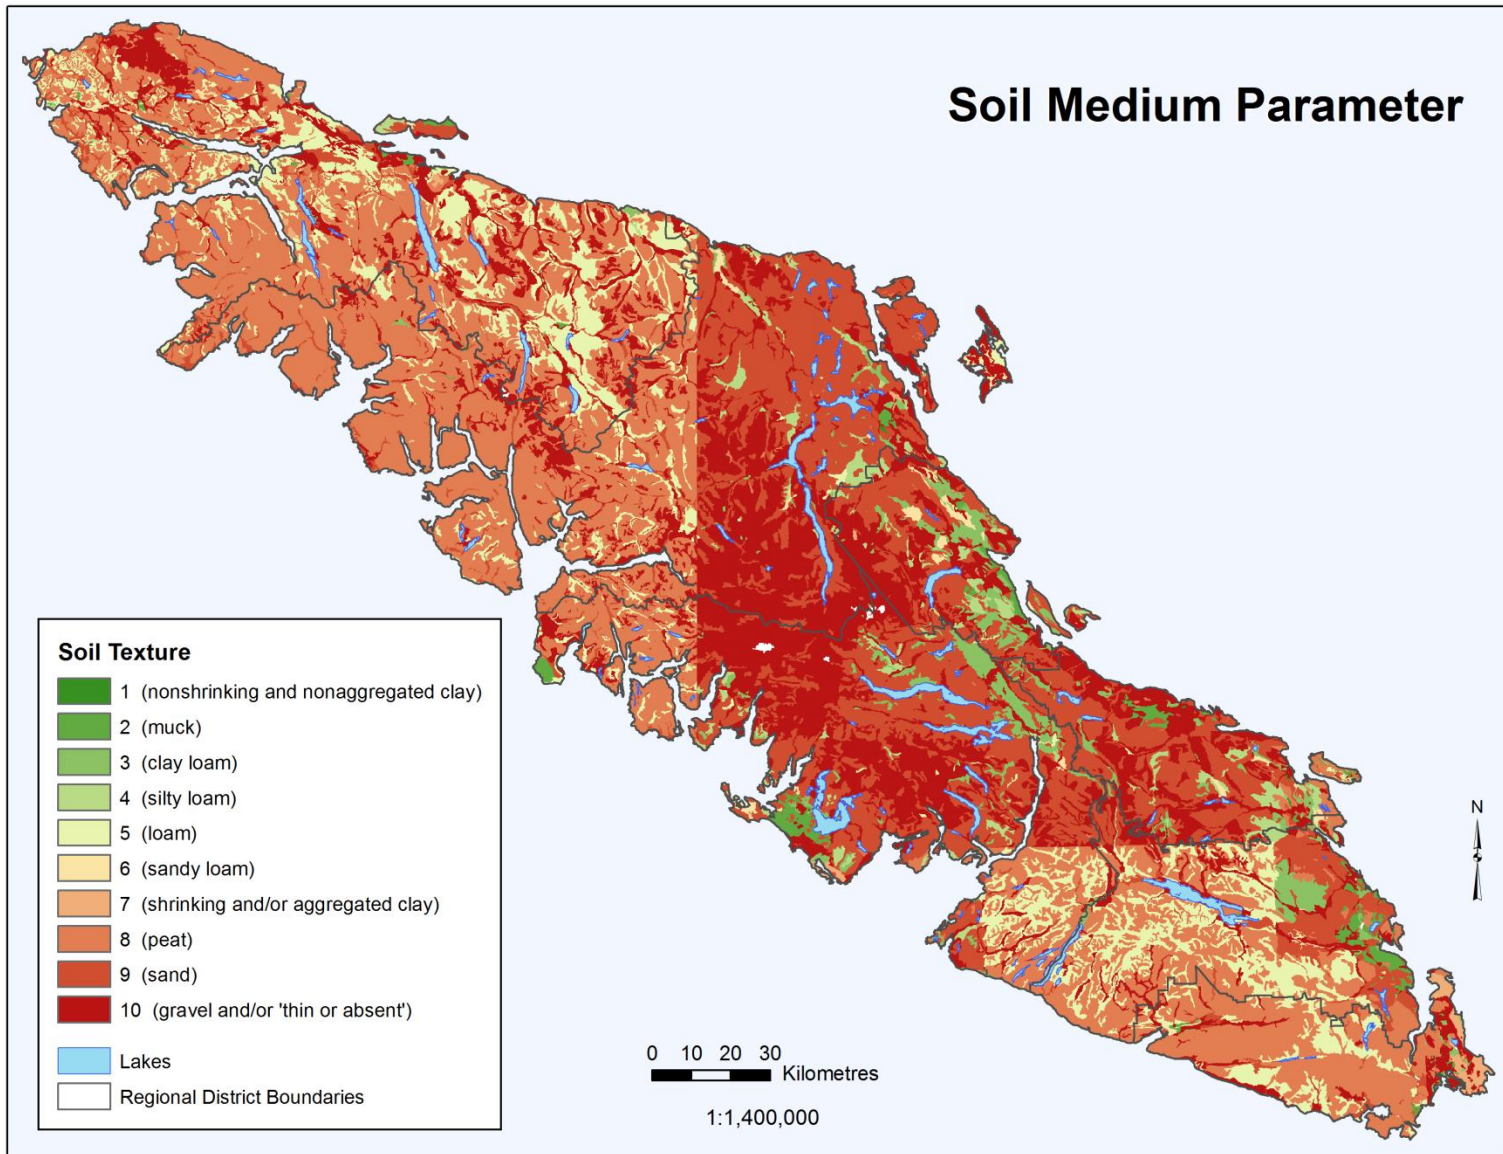 Soil Medium Parameter
N
Soil Texture
1 (nonshrinking and nonaggregated clay)
2 (muck)
3 (clay loam)
4 (silty loam)
5 (loam)
6 (sandy loam)
7 (shrinking and/or aggregated clay)
8 (peat)
9 (sand)
10 (gravel and/or 'thin or absent')
Lakes
Regional District Boundaries
0 10 20 30
Kilometres
1:1,400,000